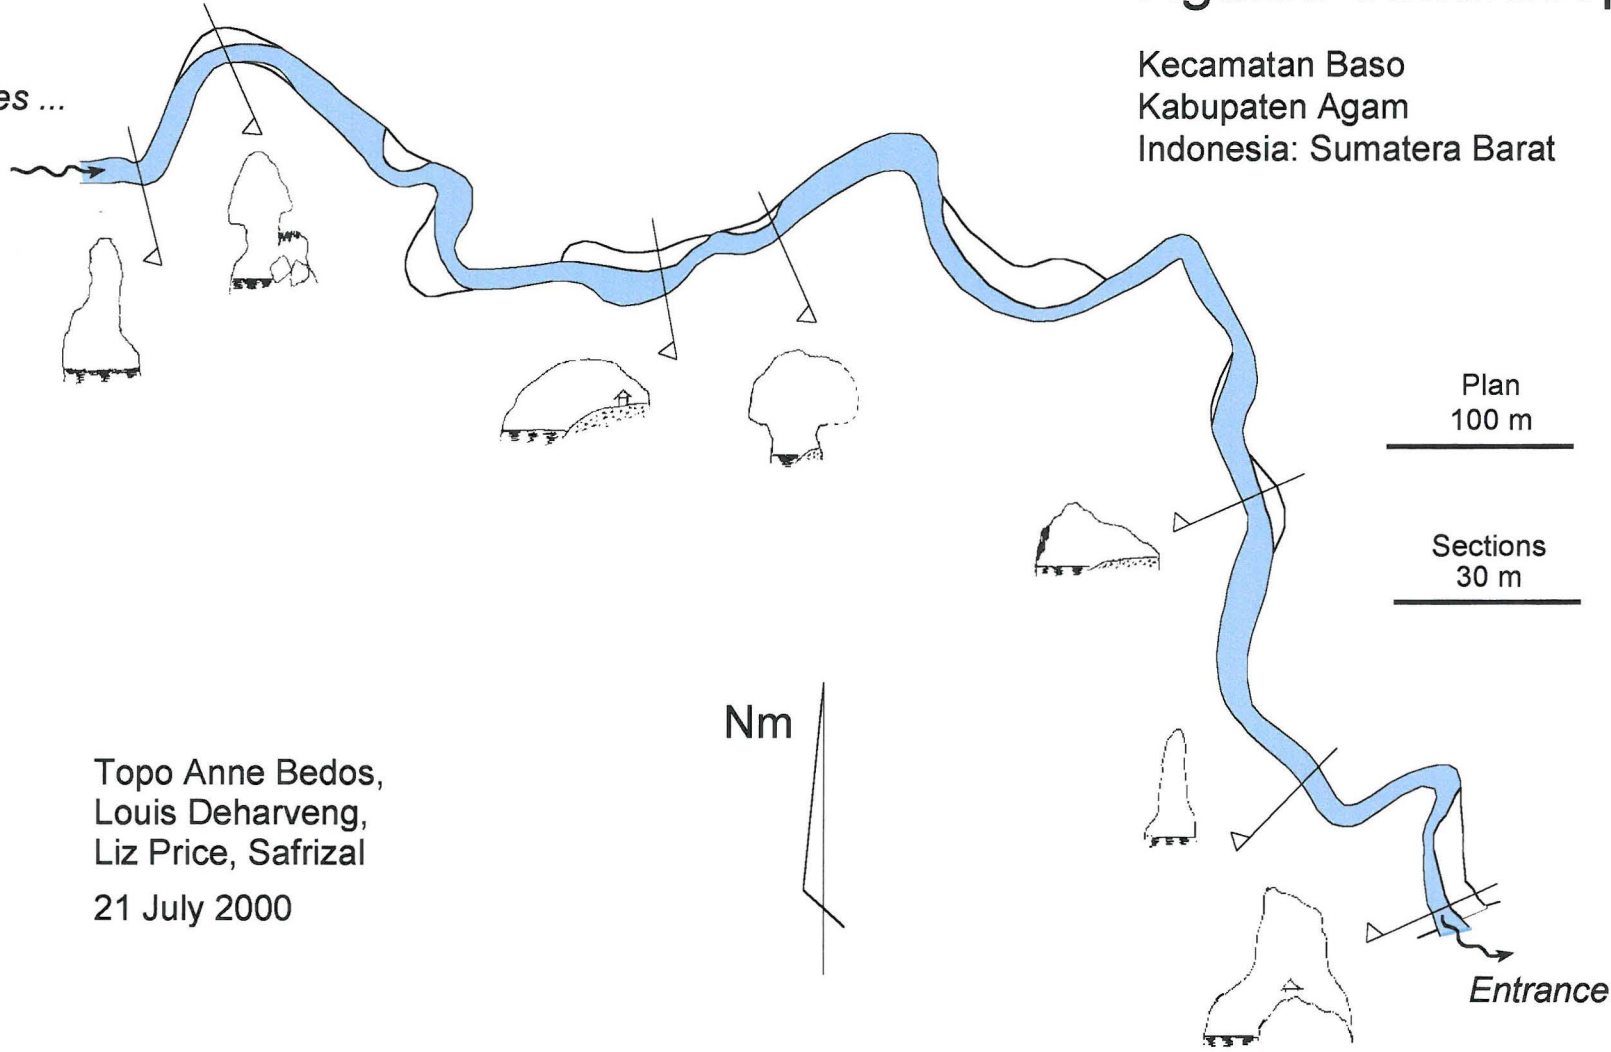 es ...
Kecamatan Baso
Kabupaten Agam
Indonesia: Sumatera Barat
Plan
100 m
Sections
30 m
Nm
Topo Anne Bedos,
Louis Deharveng,
Liz Price, Safrizal
21 July 2000
Entrance